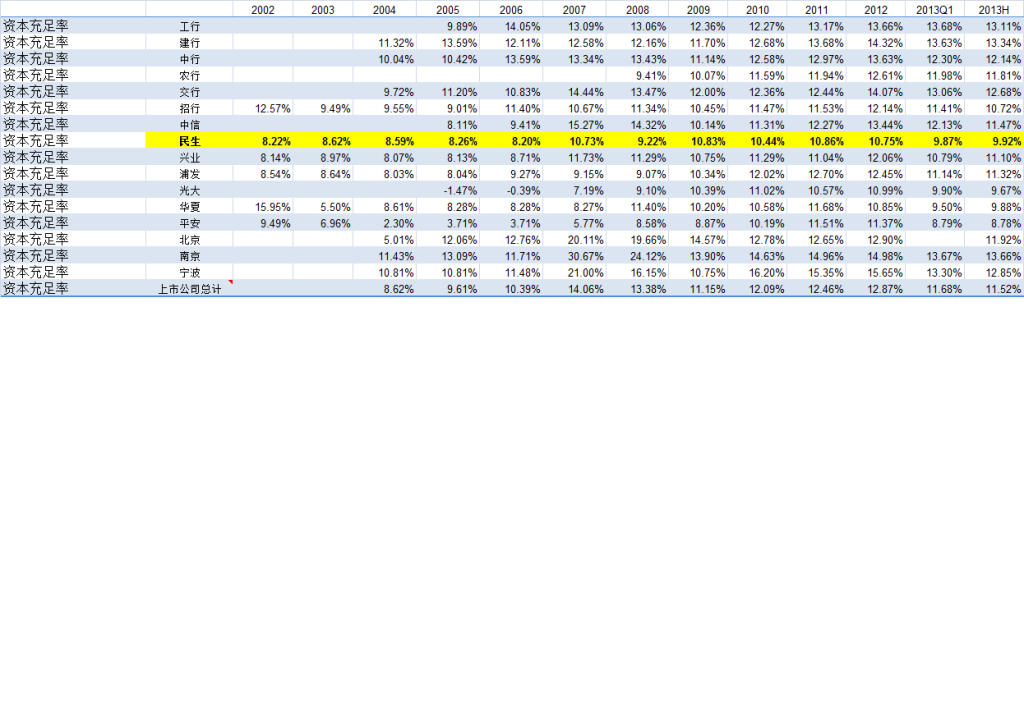 2002 2003 2004 2005 2006 2007 2008 2009 2010 2011 2012 2013Q1 2013H
资本充足率 工行 9.89% 14.05% 13.09% 13.06% 12.36% 12.27% 13.17% 13.66% 13.68% 13.11%
资本充足率 建行 11.32% 13.59% 12.11% 12.58% 12.16% 11.70% 12.68% 13.68% 14.32% 13.63% 13.34%
资本充足率 中行 10.04% 10.42% 13.59% 13.34% 13.43% 11.14% 12.58% 12.97% 13.63% 12.30% 12.14%
资本充足率 农行 9.41% 10.07% 11.59% 11.94% 12.61% 11.98% 11.81%
资本充足率 交行 9.72% 11.20% 10.83% 14.44% 13.47% 12.00% 12.36% 12.44% 14.07% 13.06% 12.68%
资本充足率 招行 12.57% 9.49% 9.55% 9.01% 11.40% 10.67% 11.34% 10.45% 11.47% 11.53% 12.14% 11.41% 10.72%
资本充足率 中信 8.11% 9.41% 15.27% 14.32% 10.14% 11.31% 12.27% 13.44% 12.13% 11.47%
资本充足率 民生 8.22% 8.62% 8.59% 8.26% 8.20% 10.73% 9.22% 10.83% 10.44% 10.86% 10.75% 9.87% 9.92%
资本充足率 兴业 8.14% 8.97% 8.07% 8.13% 8.71% 11.73% 11.29% 10.75% 11.29% 11.04% 12.06% 10.79% 11.10%
资本充足率 浦发 8.54% 8.64% 8.03% 8.04% 9.27% 9.15% 9.07% 10.34% 12.02% 12.70% 12.45% 11.14% 11.32%
资本充足率 光大 -1.47% -0.39% 7.19% 9.10% 10.39% 11.02% 10.57% 10.99% 9.90% 9.67%
资本充足率 华夏 15.95% 5.50% 8.61% 8.28% 8.28% 8.27% 11.40% 10.20% 10.58% 11.68% 10.85% 9.50% 9.88%
资本充足率 平安 9.49% 6.96% 2.30% 3.71% 3.71% 5.77% 8.58% 8.87% 10.19% 11.51% 11.37% 8.79% 8.78%
资本充足率 北京 5.01% 12.06% 12.76% 20.11% 19.66% 14.57% 12.78% 12.65% 12.90% 11.92%
资本充足率 南京 11.43% 13.09% 11.71% 30.67% 24.12% 13.90% 14.63% 14.96% 14.98% 13.67% 13.66%
资本充足率 宁波 10.81% 10.81% 11.48% 21.00% 16.15% 10.75% 16.20% 15.35% 15.65% 13.30% 12.85%
资本充足率 上市公司总计 8.62% 9.61% 10.39% 14.06% 13.38% 11.15% 12.09% 12.46% 12.87% 11.68% 11.52%